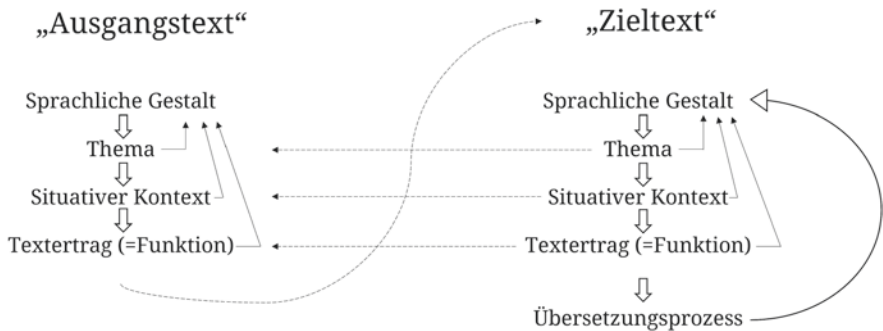 „Ausgangstext“
Sprachliche Gestalt
Thema
Situativer Kontext
Textertrag (=Funktion)
„Zieltext“
Sprachliche Gestalt
Thema
Situativer Kontext
Textertrag (=Funktion)
Übersetzungsprozess